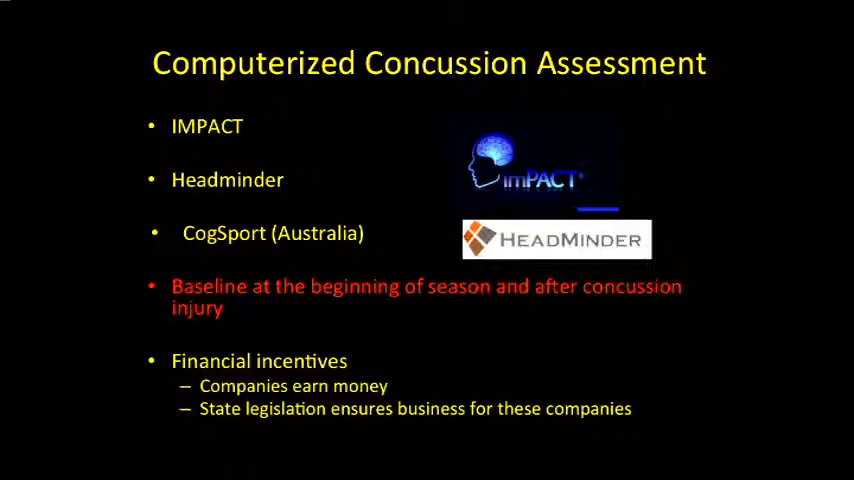 Computerized Concussion Assessment
• IMPACT
• Headminder
• CogSport (Australia)
imPACT
HEADMINDER
• Baseline at the beginning of season and after concussion
injury
• Financial incentives
– Companies earn money
– State legislation ensures business for these companies